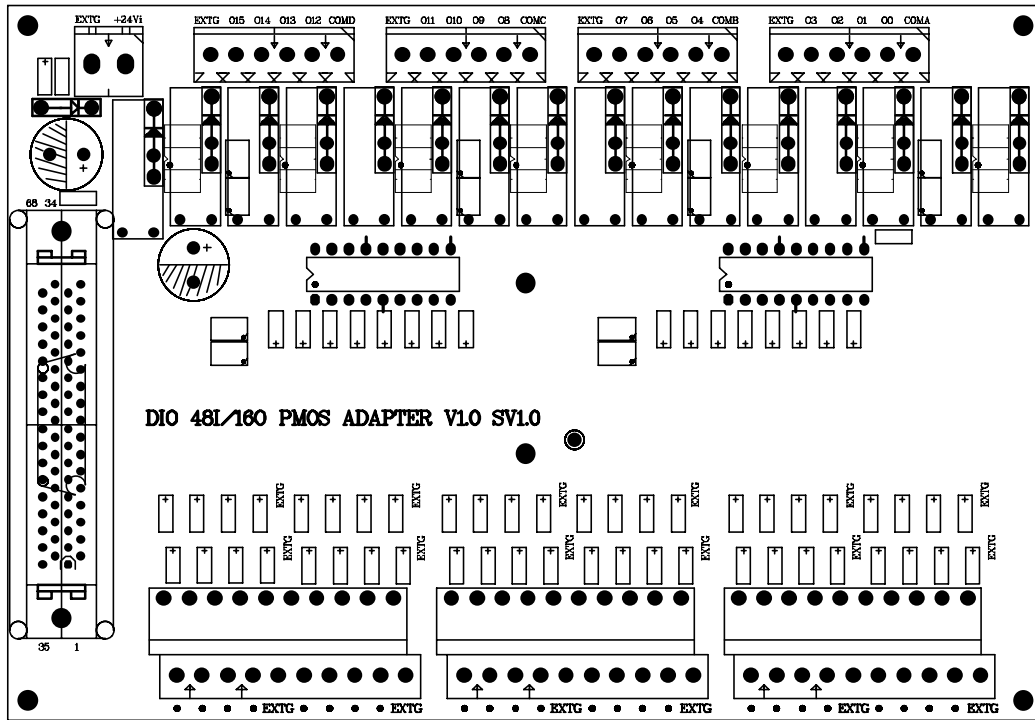 EXTG +24Vi
EXTG O15 O14 O13 O12 COMD
EXTG O11 O10 O9 O8 COMC
EXTG O7 O6 O5 O4 COMB
EXTG O3 O2 O1 O0 COMA
68 34
DIO 48I/16O PMOS ADAPTER V1.0 SV1.0
EXTG
EXTG
EXTG
EXTG
EXTG
EXTG
EXTG
EXTG
EXTG
EXTG
EXTG
EXTG
35 1
EXTG EXTG
EXTG EXTG
EXTG EXTG